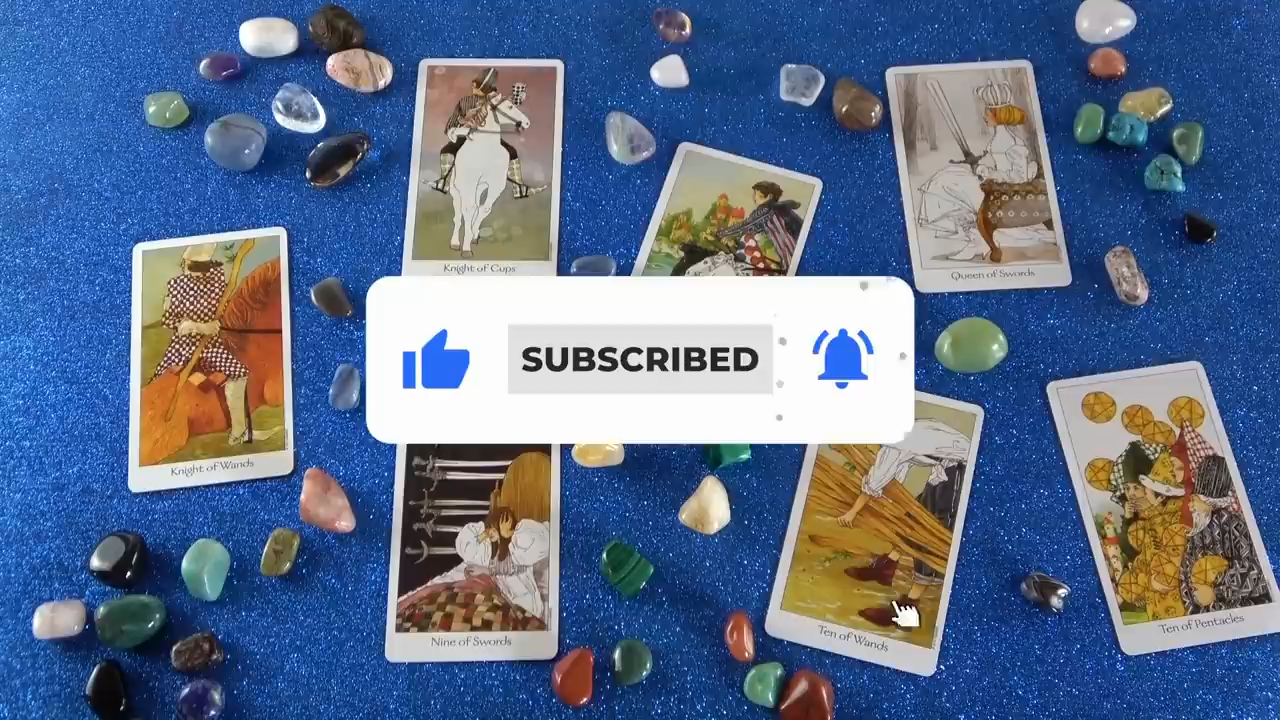 Knight of Cups
Queen of Swords
SUBSCRIBED
Knight of Wands
Nine of Swords
Ten of Wands
Ten of Pentacles